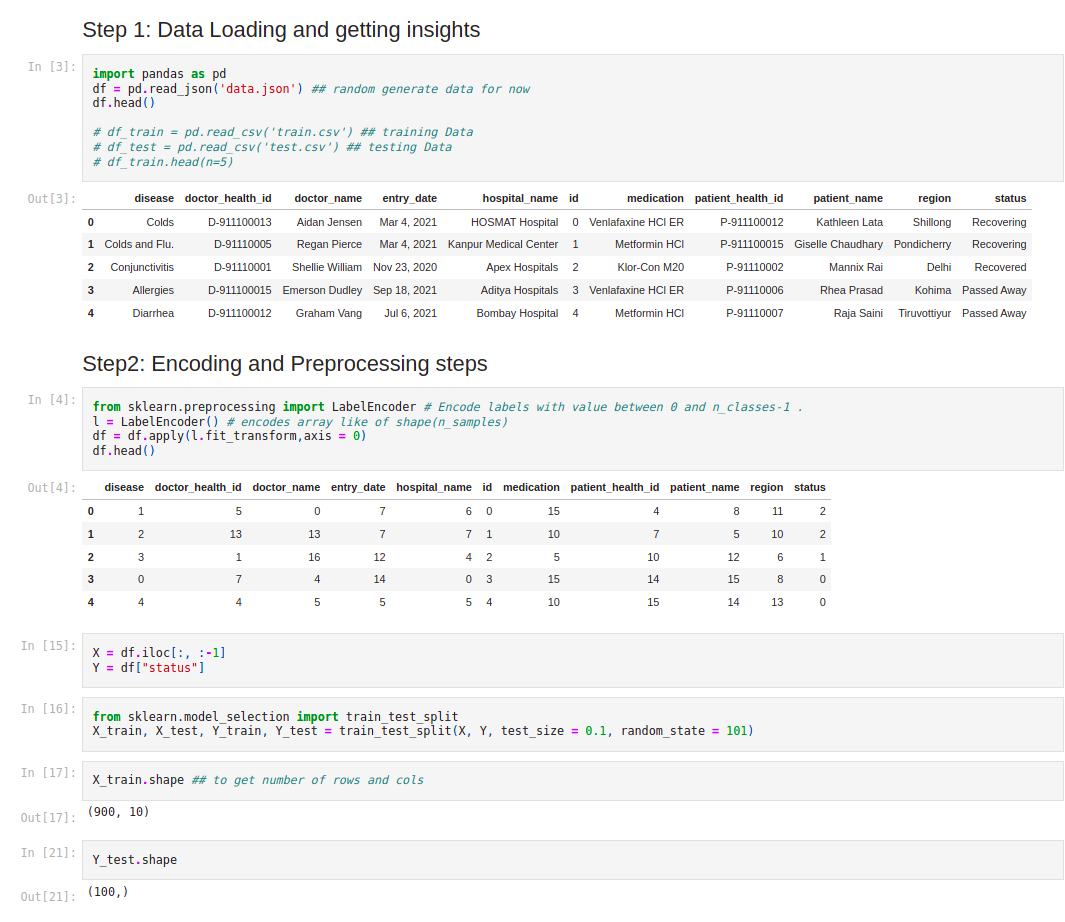 Step 1: Data Loading and getting insights
In [3]:
import pandas as pd
df = pd.read_json('data.json') ## random generate data for now
df.head()
# df_train = pd.read_csv('train.csv') ## training Data
# df_test = pd.read_csv('test.csv') ## testing Data
# df_train.head(n=5)
Out[3]:
disease doctor_health_id doctor_name entry_date hospital_name id medication patient_health_id patient_name region status
0 Colds D-911100013 Aidan Jensen Mar 4, 2021 HOSMAT Hospital 0 Venlafaxine HCl ER P-911100012 Kathleen Lata Shillong Recovering
1 Colds and Flu. D-91110005 Regan Pierce Mar 4, 2021 Kanpur Medical Center 1 Metformin HCl P-911100015 Giselle Chaudhary Pondicherry Recovering
2 Conjunctivitis D-91110001 Shellie William Nov 23, 2020 Apex Hospitals 2 Klor-Con M20 P-91110002 Mannix Rai Delhi Recovered
3 Allergies D-911100015 Emerson Dudley Sep 18, 2021 Aditya Hospitals 3 Venlafaxine HCl ER P-91110006 Rhea Prasad Kohima Passed Away
4 Diarrhea D-911100012 Graham Vang Jul 6, 2021 Bombay Hospital 4 Metformin HCl P-91110007 Raja Saini Tiruvottiyur Passed Away
Step2: Encoding and Preprocessing steps
In [4]:
from sklearn.preprocessing import LabelEncoder # Encode labels with value between 0 and n_classes-1 .
l = LabelEncoder() # encodes array like of shape(n_samples)
df = df.apply(l.fit_transform,axis = 0)
df.head()
Out[4]:
disease doctor_health_id doctor_name entry_date hospital_name id medication patient_health_id patient_name region status
0 1 5 0 7 6 0 15 4 8 11 2
1 2 13 13 7 7 1 10 7 5 10 2
2 3 1 16 12 4 2 5 10 12 6 1
3 0 7 4 14 0 3 15 14 15 8 0
4 4 4 5 5 5 4 10 15 14 13 0
In [15]:
X = df.iloc[:, :-1]
Y = df["status"]
In [16]:
from sklearn.model_selection import train_test_split
X_train, X_test, Y_train, Y_test = train_test_split(X, Y, test_size = 0.1, random_state = 101)
In [17]:
X_train.shape ## to get number of rows and cols
Out[17]:
(900, 10)
In [21]:
Y_test.shape
Out[21]:
(100,)